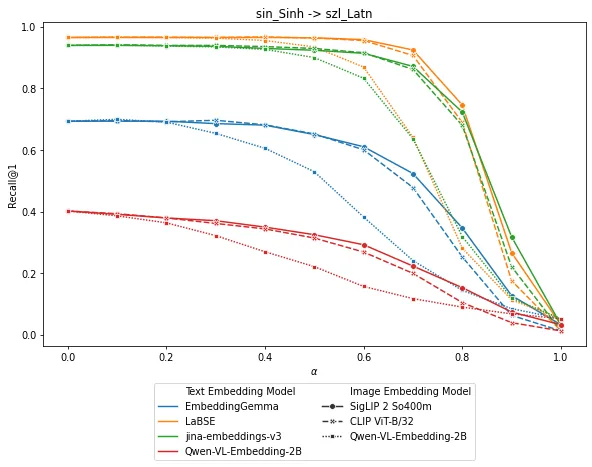 sin_Sinh -> szl_Latn
1.0
0.8
0.6
0.4
0.2
0.0
Recall@1
0.0 0.2 0.4 0.6 0.8 1.0
α
Text Embedding Model Image Embedding Model
EmbeddingGemma SigLIP 2 So400m
LaBSE CLIP ViT-B/32
jina-embeddings-v3 Qwen-VL-Embedding-2B
Qwen-VL-Embedding-2B